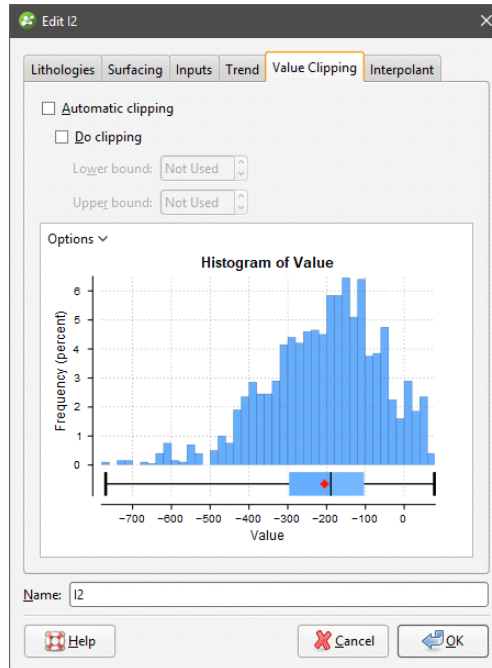 Edit I2
Lithologies Surfacing Inputs Trend Value Clipping Interpolant
Automatic clipping
Do clipping
Lower bound: Not Used
Upper bound: Not Used
Options
Histogram of Value
Frequency (percent)
6
5
4
3
2
1
0
−700 −600 −500 −400 −300 −200 −100 0
Value
Name: I2
Help Cancel OK